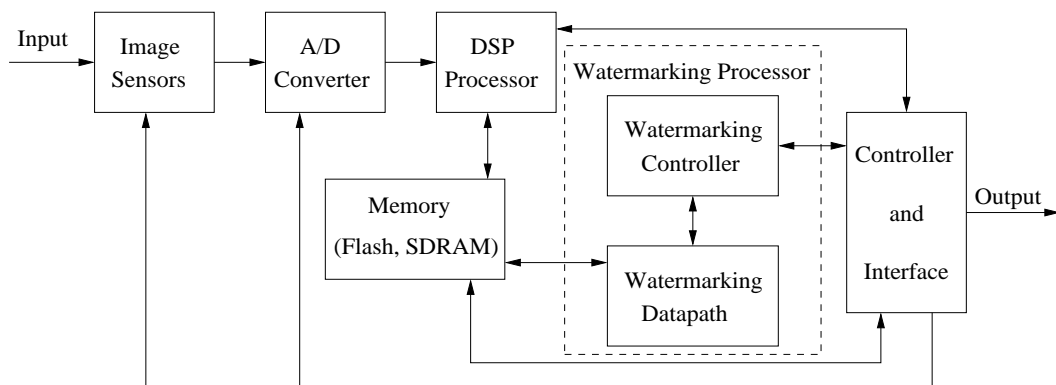 Input
Image
Sensors
A/D
Converter
DSP
Processor
Watermarking Processor
Watermarking
Controller
Controller
and
Interface
Output
Memory
(Flash, SDRAM)
Watermarking
Datapath